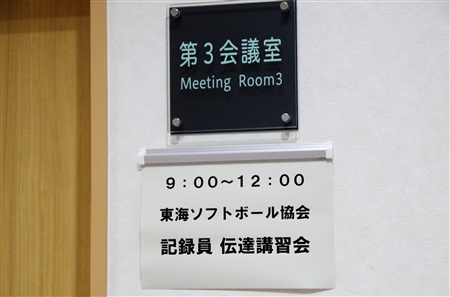 第３会議室
Meeting Room3
９：００～１２：００
東海ソフトボール協会
記録員 伝達講習会